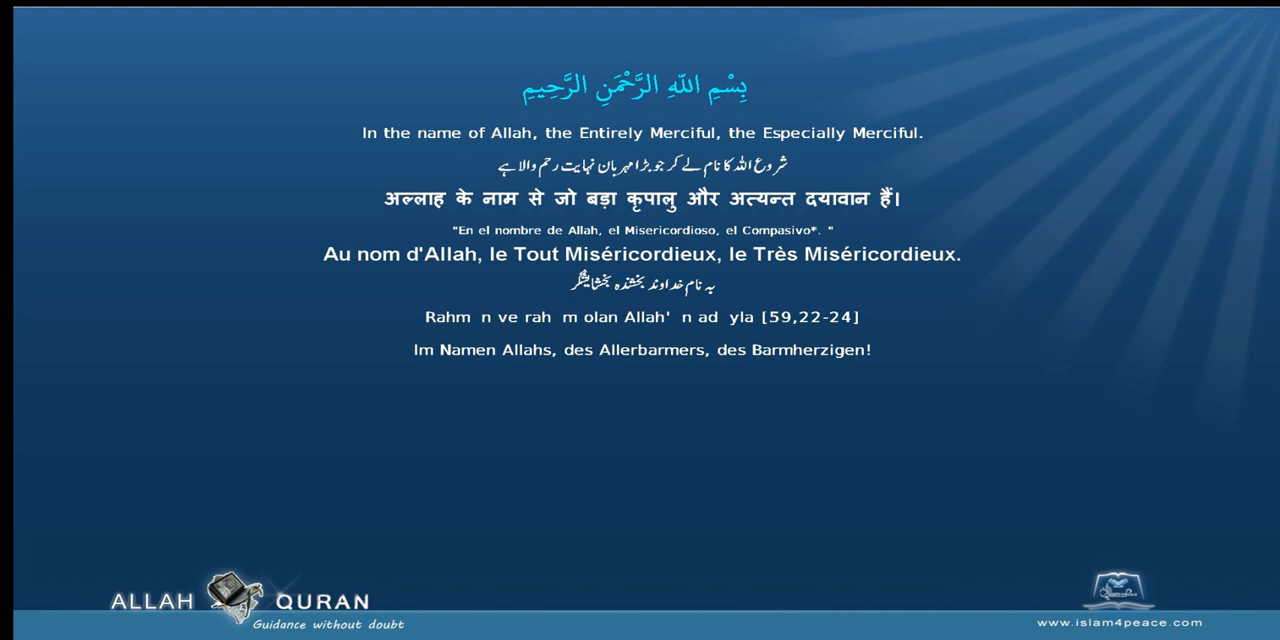 بِسْمِ اللّهِ الرَّحْمَنِ الرَّحِيمِ
In the name of Allah, the Entirely Merciful, the Especially Merciful.
شروع الله کا نام لے کر جو بڑا مہربان نہایت رحم والا ہے
अल्लाह के नाम से जो बड़ा कृपालु और अत्यन्त दयावान हैं।
"En el nombre de Allah, el Misericordioso, el Compasivo*. "
Au nom d'Allah, le Tout Miséricordieux, le Très Miséricordieux.
به نام خداوند بخشنده بخشایشگر
Rahm n ve rah m olan Allah' n ad yla [59,22-24]
Im Namen Allahs, des Allerbarmers, des Barmherzigen!
ALLAH QURAN
Guidance without doubt
www.islam4peace.com